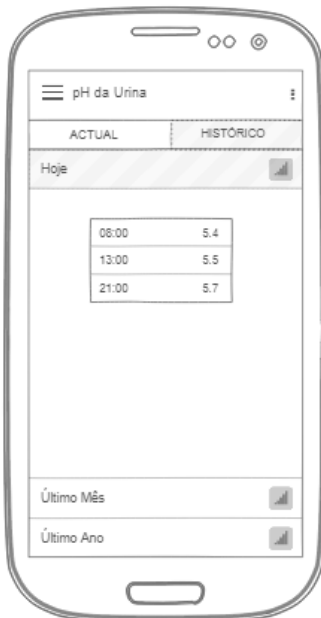 pH da Urina
ACTUAL HISTÓRICO
Hoje
08:00 5.4
13:00 5.5
21:00 5.7
Último Mês
Último Ano